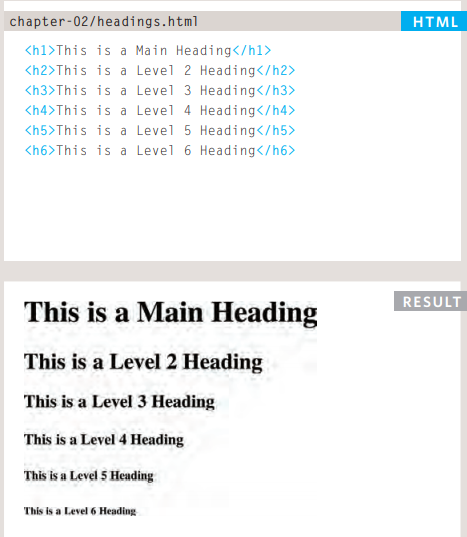 chapter-02/headings.html HTML
<h1>This is a Main Heading</h1>
<h2>This is a Level 2 Heading</h2>
<h3>This is a Level 3 Heading</h3>
<h4>This is a Level 4 Heading</h4>
<h5>This is a Level 5 Heading</h5>
<h6>This is a Level 6 Heading</h6>
RESULT
This is a Main Heading
This is a Level 2 Heading
This is a Level 3 Heading
This is a Level 4 Heading
This is a Level 5 Heading
This is a Level 6 Heading